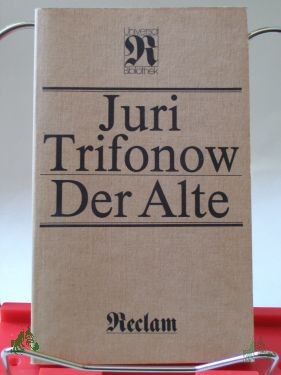 Universal
R
Bibliothek
Juri
Trifonow
Der Alte
Reclam